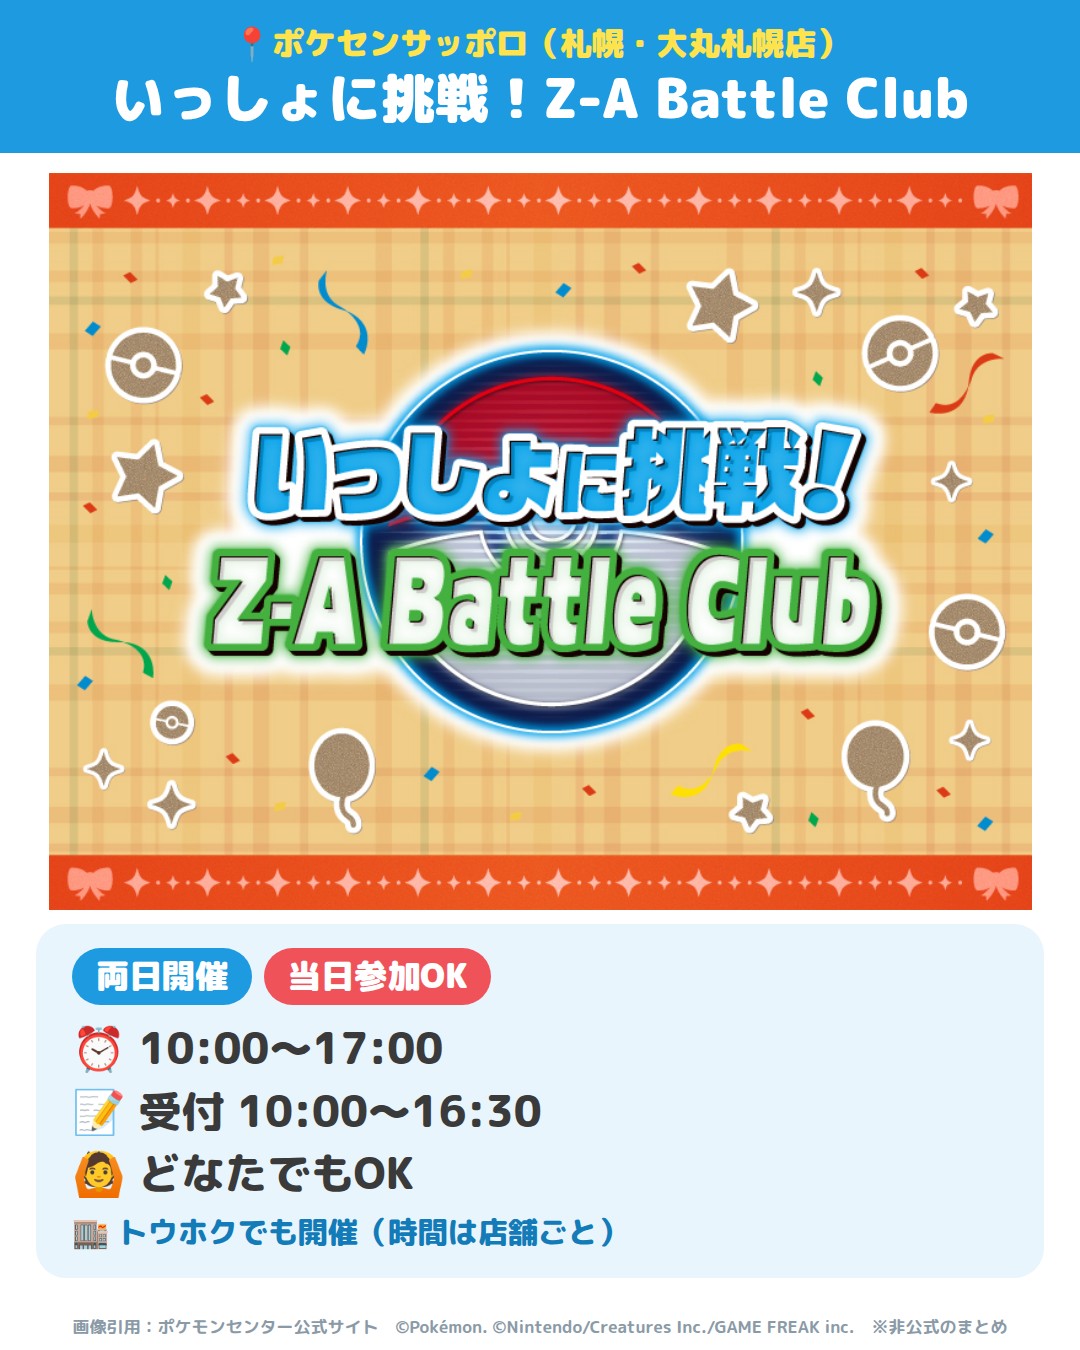 📍ポケセンサッポロ（札幌・大丸札幌店）
いっしょに挑戦！Z-A Battle Club
いっしょに挑戦！
Z-A Battle Club
両日開催 当日参加OK
⏰ 10:00〜17:00
📝 受付 10:00〜16:30
🙆 どなたでもOK
🏬 トウホクでも開催（時間は店舗ごと）
画像引用：ポケモンセンター公式サイト　©Pokémon. ©Nintendo/Creatures Inc./GAME FREAK inc.　※非公式のまとめ